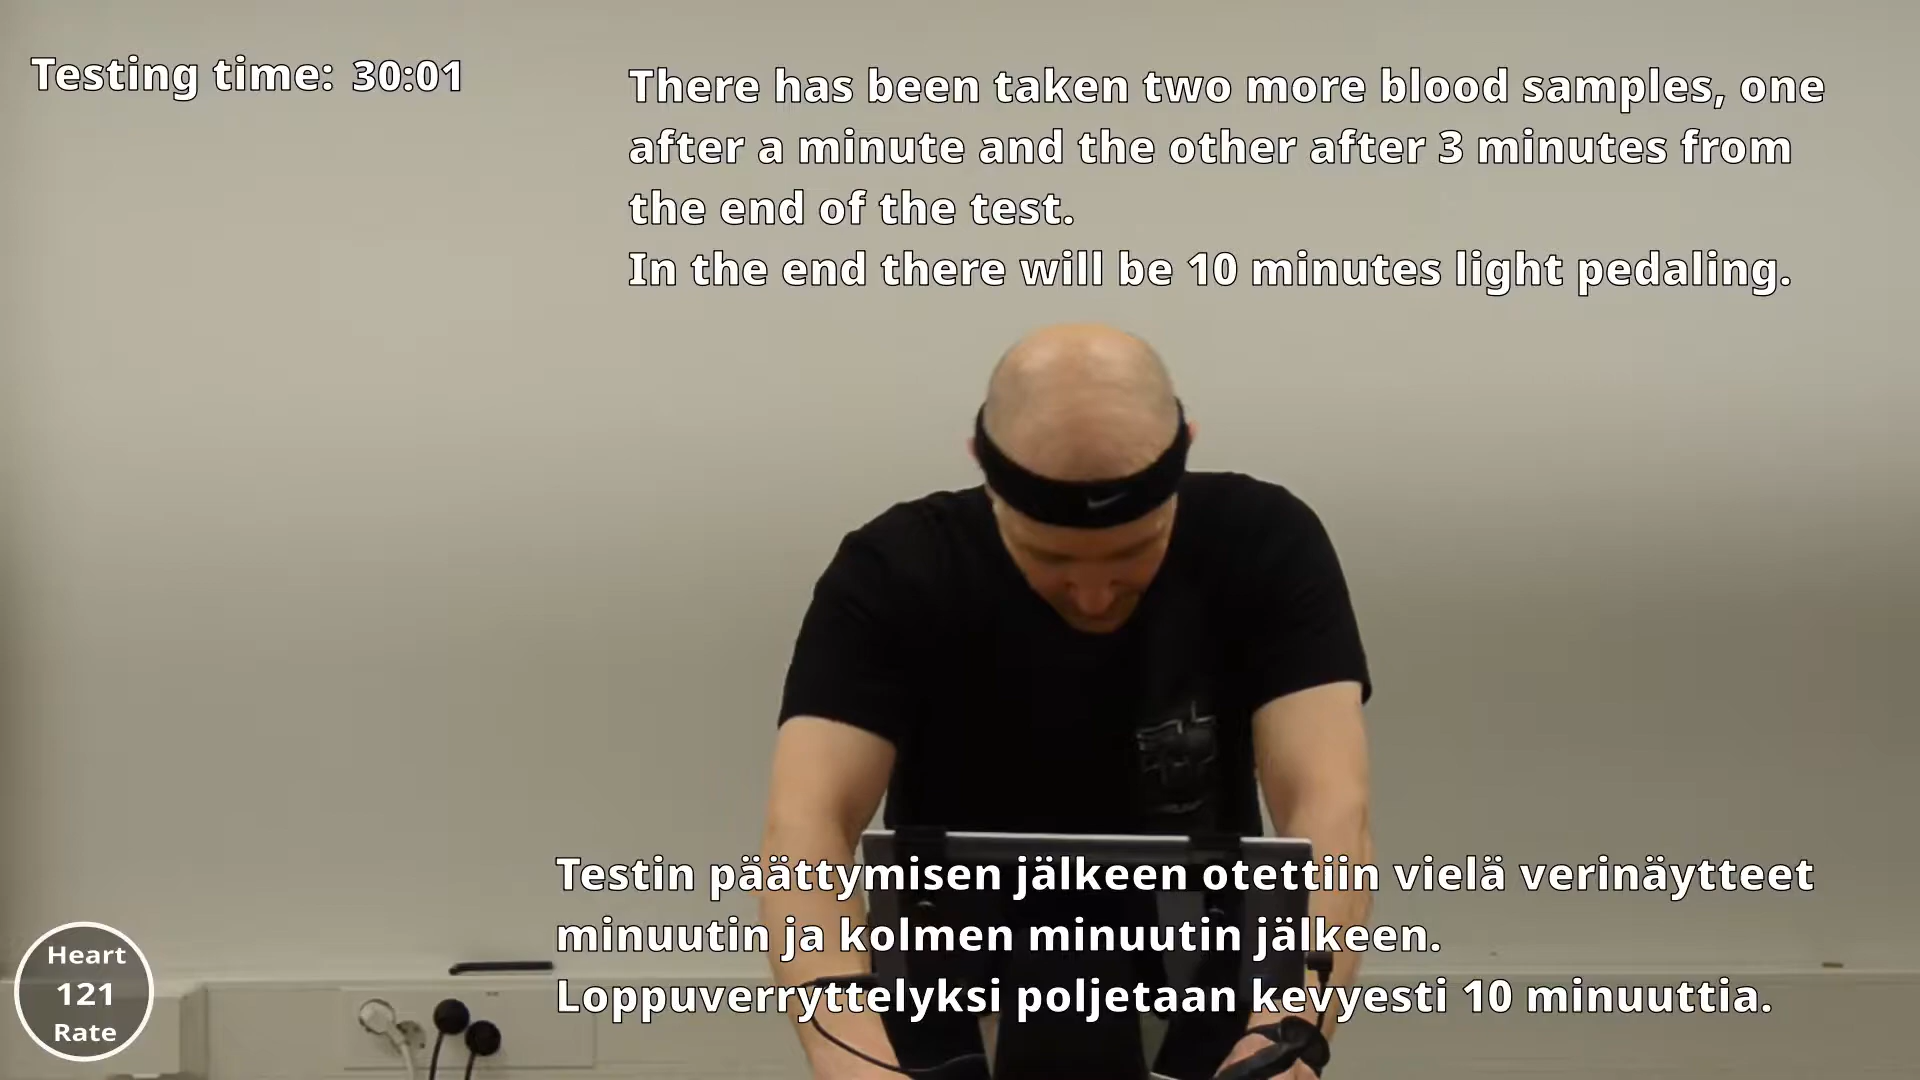 Testing time: 30:01
There has been taken two more blood samples, one
after a minute and the other after 3 minutes from
the end of the test.
In the end there will be 10 minutes light pedaling.
Testin päättymisen jälkeen otettiin vielä verinäytteet
minuutin ja kolmen minuutin jälkeen.
Loppuverryttelyksi poljetaan kevyesti 10 minuuttia.
Heart
121
Rate